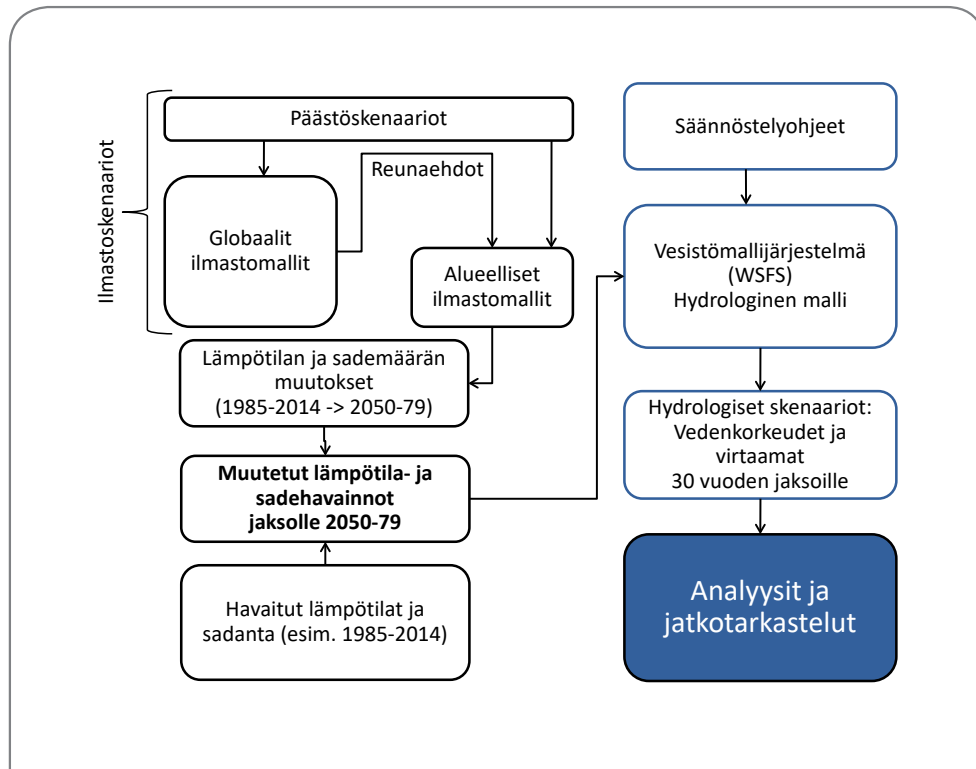 Ilmastoskenaariot
Päästöskenaariot
Reunaehdot
Globaalit
ilmastomallit
Alueelliset
ilmastomallit
Lämpötilan ja sademäärän
muutokset
(1985-2014 -> 2050-79)
Muutetut lämpötila- ja
sadehavainnot
jaksolle 2050-79
Havaitut lämpötilat ja
sadanta (esim. 1985-2014)
Säännöstelyohjeet
Vesistömallijärjestelmä
(WSFS)
Hydrologinen malli
Hydrologiset skenaariot:
Vedenkorkeudet ja
virtaamat
30 vuoden jaksoille
Analyysit ja
jatkotarkastelut